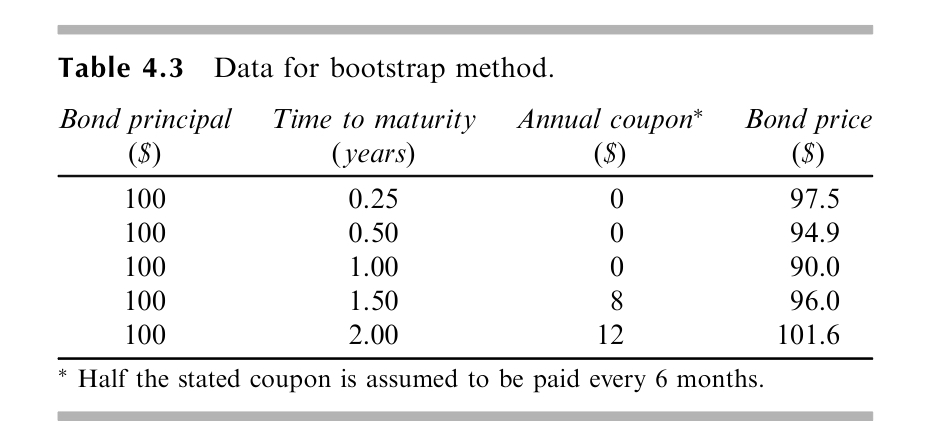 Table 4.3 Data for bootstrap method.
Bond principal Time to maturity Annual coupon* Bond price
($) (years) ($) ($)
100 0.25 0 97.5
100 0.50 0 94.9
100 1.00 0 90.0
100 1.50 8 96.0
100 2.00 12 101.6
* Half the stated coupon is assumed to be paid every 6 months.